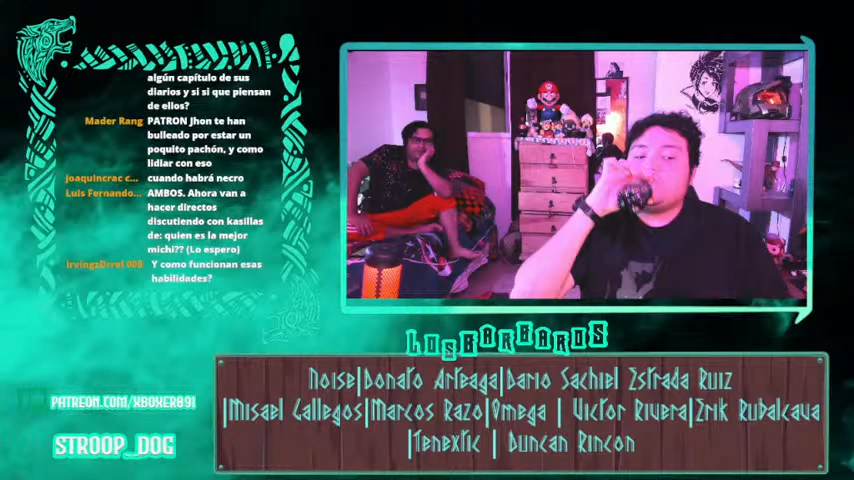 algún capítulo de sus
diarios y si si que piensan
de ellos?
Mader Rang PATRON Jhon te han
bulleado por estar un
poquito pachón, y como
lidiar con eso
joaquincrac c... cuando habrá necro
Luis Fernando... AMBOS. Ahora van a
hacer directos
discutiendo con kasillas
de: quien es la mejor
michi?? (Lo espero)
Y como funcionan esas
habilidades?
LOS BARBAROS
Noise|Donato Arteaga|Dario Sachiel Estrada Ruiz
|Misael Gallegos|Marcos Razo|Omega | Victor Rivera|Erik Rubalcava
|Tenextic | Duncan Rincon
PATREON.COM/XBOXER091
STROOP_DOG